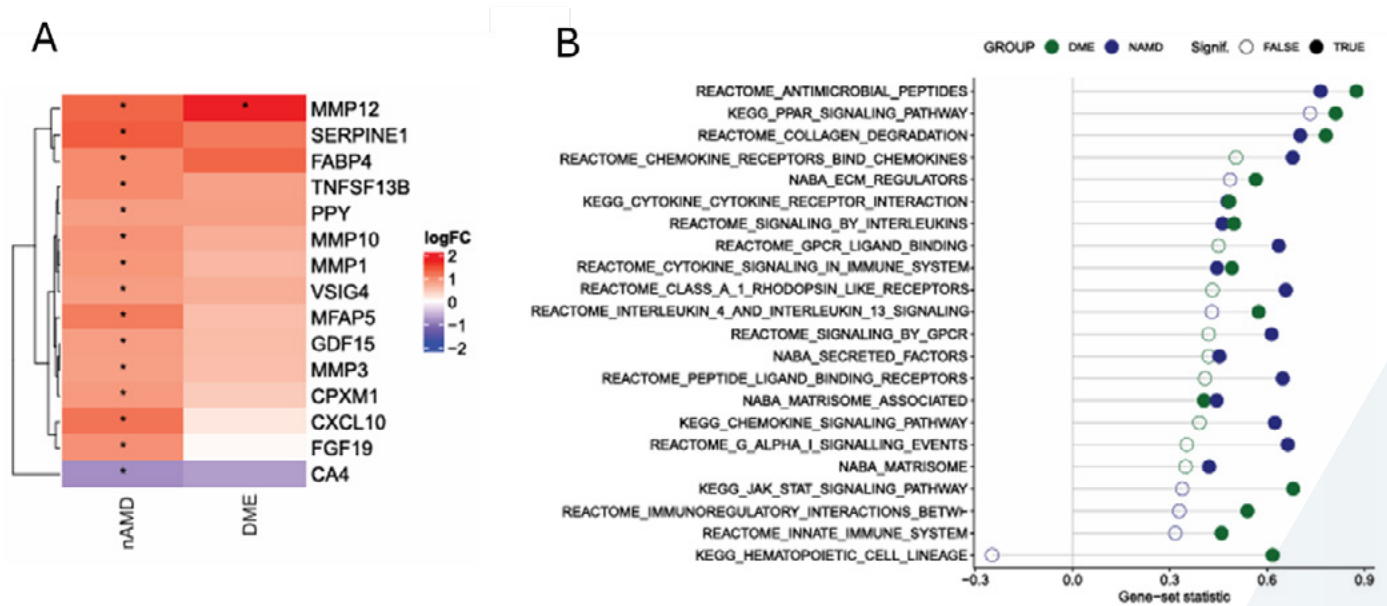 A
MMP12
SERPINE1
FABP4
TNFSF13B
PPY
MMP10
MMP1
VSIG4
MFAP5
GDF15
MMP3
CPXM1
CXCL10
FGF19
CA4
nAMD
DME
logFC
2
1
0
−1
−2
B
GROUP DME NAMD Signif. FALSE TRUE
REACTOME_ANTIMICROBIAL_PEPTIDES
KEGG_PPAR_SIGNALING_PATHWAY
REACTOME_COLLAGEN_DEGRADATION
REACTOME_CHEMOKINE_RECEPTORS_BIND_CHEMOKINES
NABA_ECM_REGULATORS
KEGG_CYTOKINE_CYTOKINE_RECEPTOR_INTERACTION
REACTOME_SIGNALING_BY_INTERLEUKINS
REACTOME_GPCR_LIGAND_BINDING
REACTOME_CYTOKINE_SIGNALING_IN_IMMUNE_SYSTEM
REACTOME_CLASS_A_1_RHODOPSIN_LIKE_RECEPTORS
REACTOME_INTERLEUKIN_4_AND_INTERLEUKIN_13_SIGNALING
REACTOME_SIGNALING_BY_GPCR
NABA_SECRETED_FACTORS
REACTOME_PEPTIDE_LIGAND_BINDING_RECEPTORS
NABA_MATRISOME_ASSOCIATED
KEGG_CHEMOKINE_SIGNALING_PATHWAY
REACTOME_G_ALPHA_I_SIGNALLING_EVENTS
NABA_MATRISOME
KEGG_JAK_STAT_SIGNALING_PATHWAY
REACTOME_IMMUNOREGULATORY_INTERACTIONS
REACTOME_INNATE_IMMUNE_SYSTEM
KEGG_HEMATOPOIETIC_CELL_LINEAGE
−0.3 0.0 0.3 0.6 0.9
Gene−set statistic